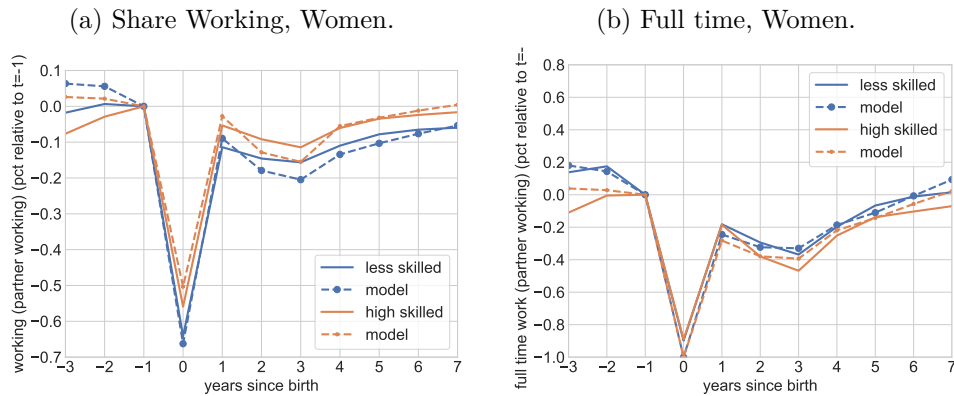 (a) Share Working, Women.
working (partner working) (pct relative to t=-1)
0.1
0.0
−0.1
−0.2
−0.3
−0.4
−0.5
−0.6
−0.7
less skilled
model
high skilled
model
−3 −2 −1 0 1 2 3 4 5 6 7
years since birth
(b) Full time, Women.
full time work (partner working) (pct relative to t=-
0.8
0.6
0.4
0.2
0.0
−0.2
−0.4
−0.6
−0.8
−1.0
less skilled
model
high skilled
model
−3 −2 −1 0 1 2 3 4 5 6 7
years since birth